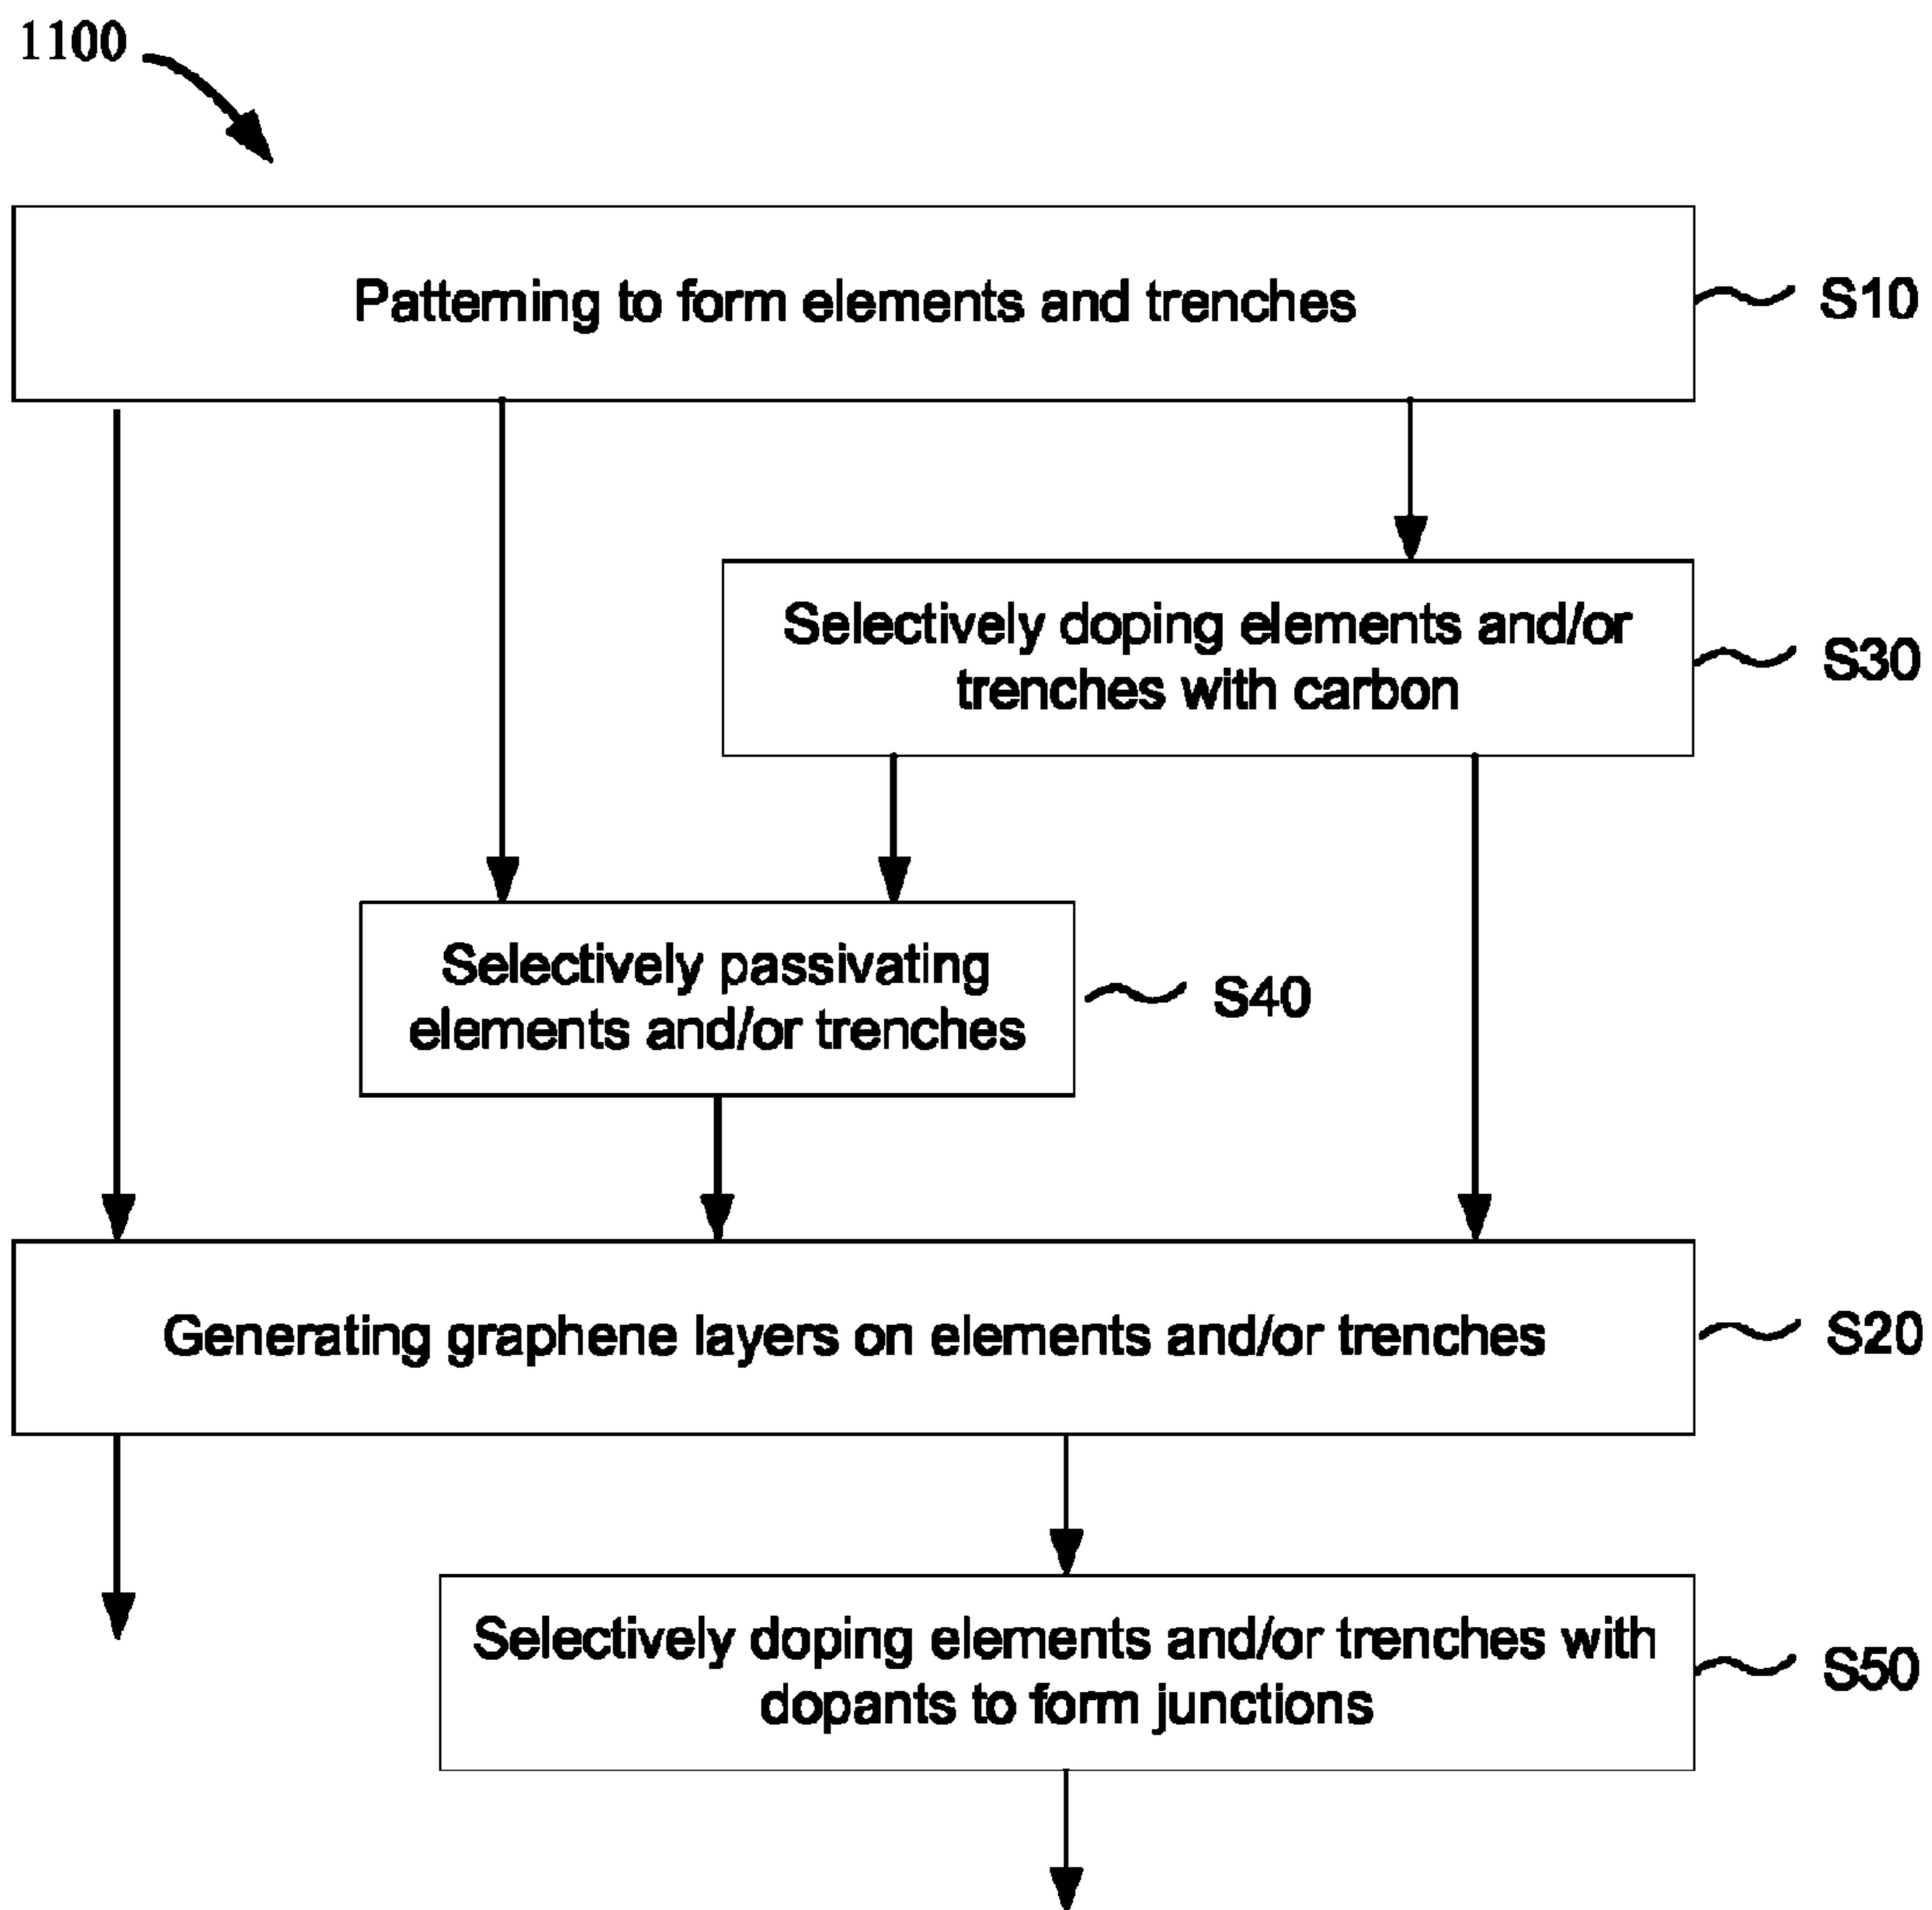 1100
Patterning to form elements and trenches
S10
Selectively doping elements and/or
trenches with carbon
S30
Selectively passivating
elements and/or trenches
S40
Generating graphene layers on elements and/or trenches
S20
Selectively doping elements and/or trenches with
dopants to form junctions
S50